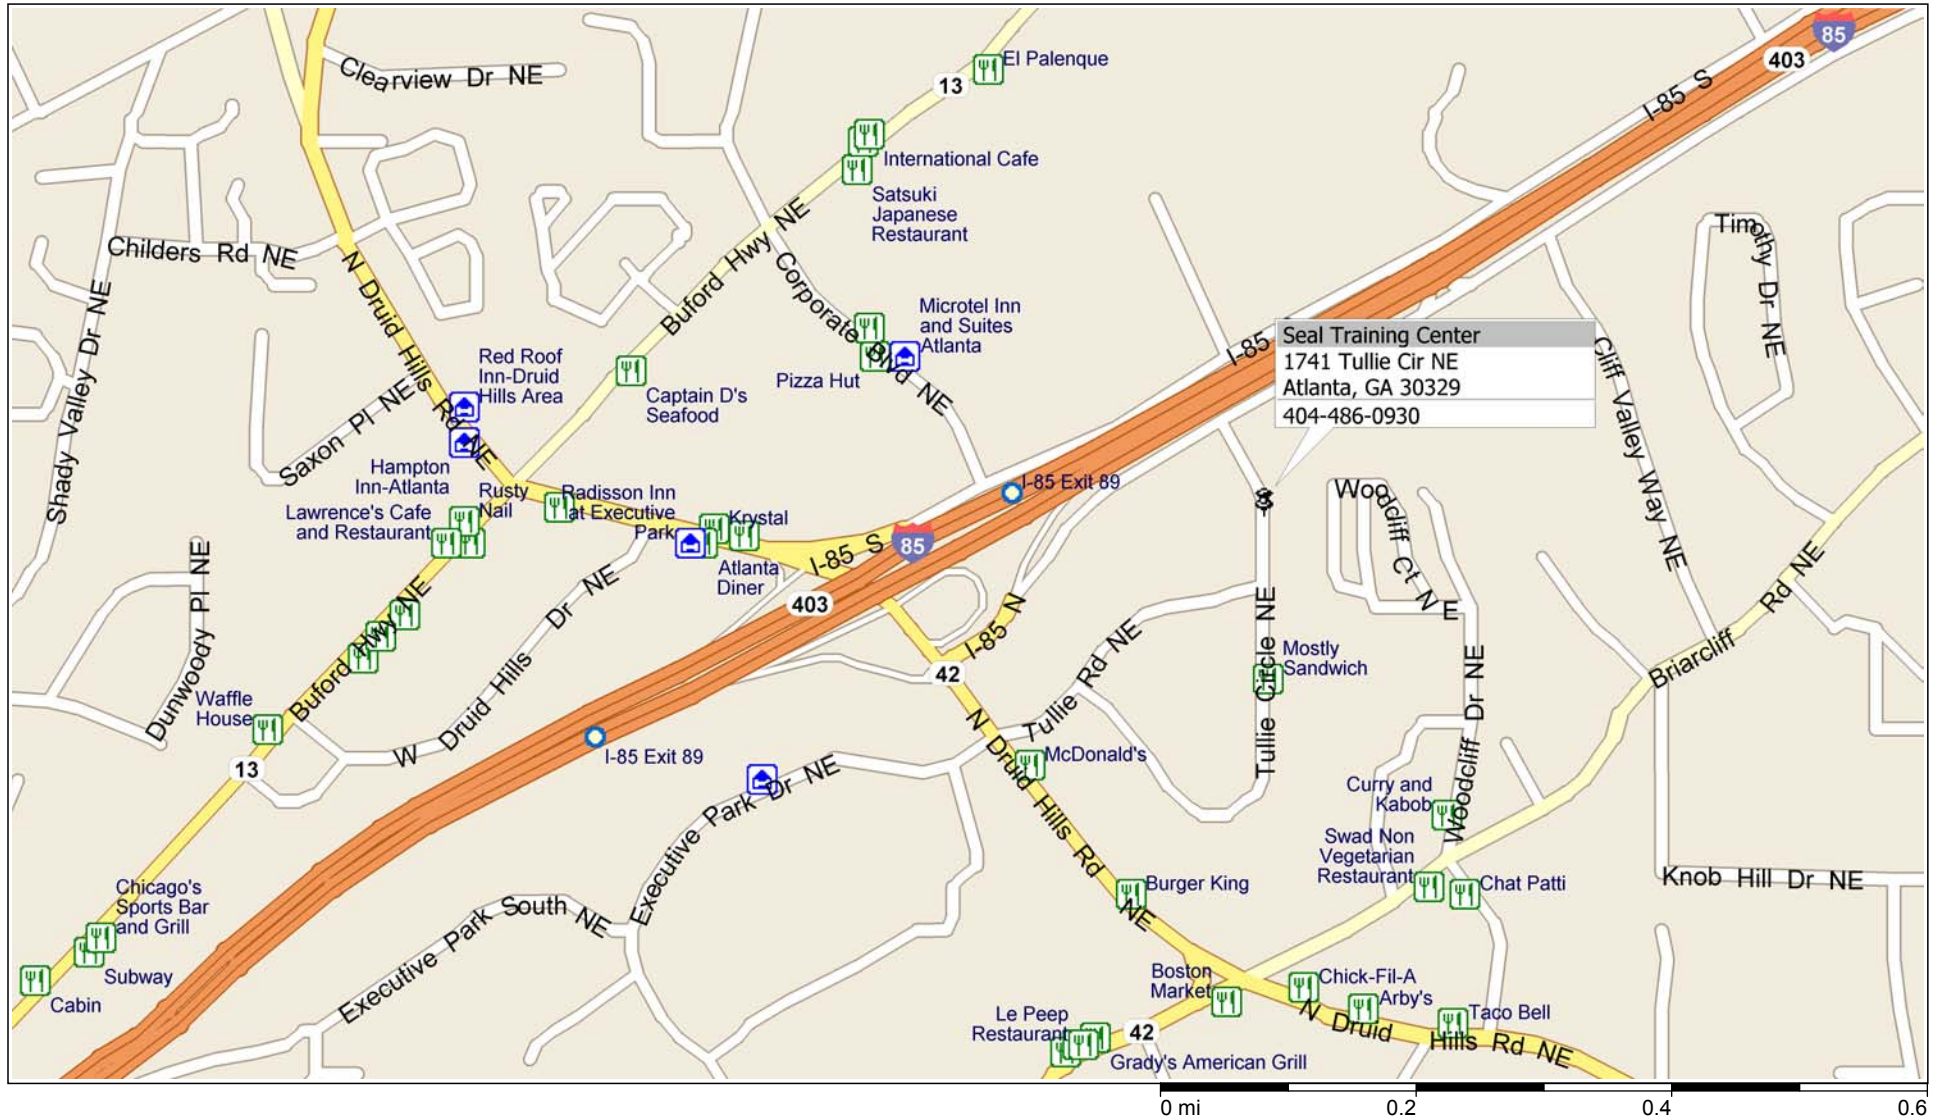 Clearview Dr NE
El Palenque
13
85
403
I-85 S
International Cafe
Satsuki
Japanese
Restaurant
Timothy Dr NE
Childers Rd NE
N Druid Hills Rd NE
Buford Hwy NE
Corporate Blvd NE
Shady Valley Dr NE
Microtel Inn
and Suites
Atlanta
Pizza Hut
I-85
Seal Training Center
1741 Tullie Cir NE
Atlanta, GA 30329
404-486-0930
Cliff Valley Way NE
Red Roof
Inn-Druid
Hills Area
Captain D's
Seafood
Saxon Pl NE
Hampton
Inn-Atlanta
Rusty
Nail
Lawrence's Cafe
and Restaurant
Radisson Inn
at Executive
Park
Krystal
Atlanta
Diner
I-85 S
85
403
I-85 Exit 89
Woodcliff Ct NE
Dunwoody Pl NE
Buford Hwy NE
W Druid Hills Dr NE
I-85 N
42
Tullie Rd NE
Tullie Circle NE
Mostly
Sandwich
Woodcliff Dr NE
Briarcliff Rd NE
Waffle
House
13
I-85 Exit 89
McDonald's
N Druid Hills Rd NE
Executive Park Dr NE
Curry and
Kabob
Swad Non
Vegetarian
Restaurant
Chat Patti
Knob Hill Dr NE
Burger King
Chicago's
Sports Bar
and Grill
Subway
Cabin
Executive Park South NE
Boston
Market
Chick-Fil-A
Arby's
Taco Bell
N Druid Hills Rd NE
Le Peep
Restaurant
42
Grady's American Grill
0 mi 0.2 0.4 0.6